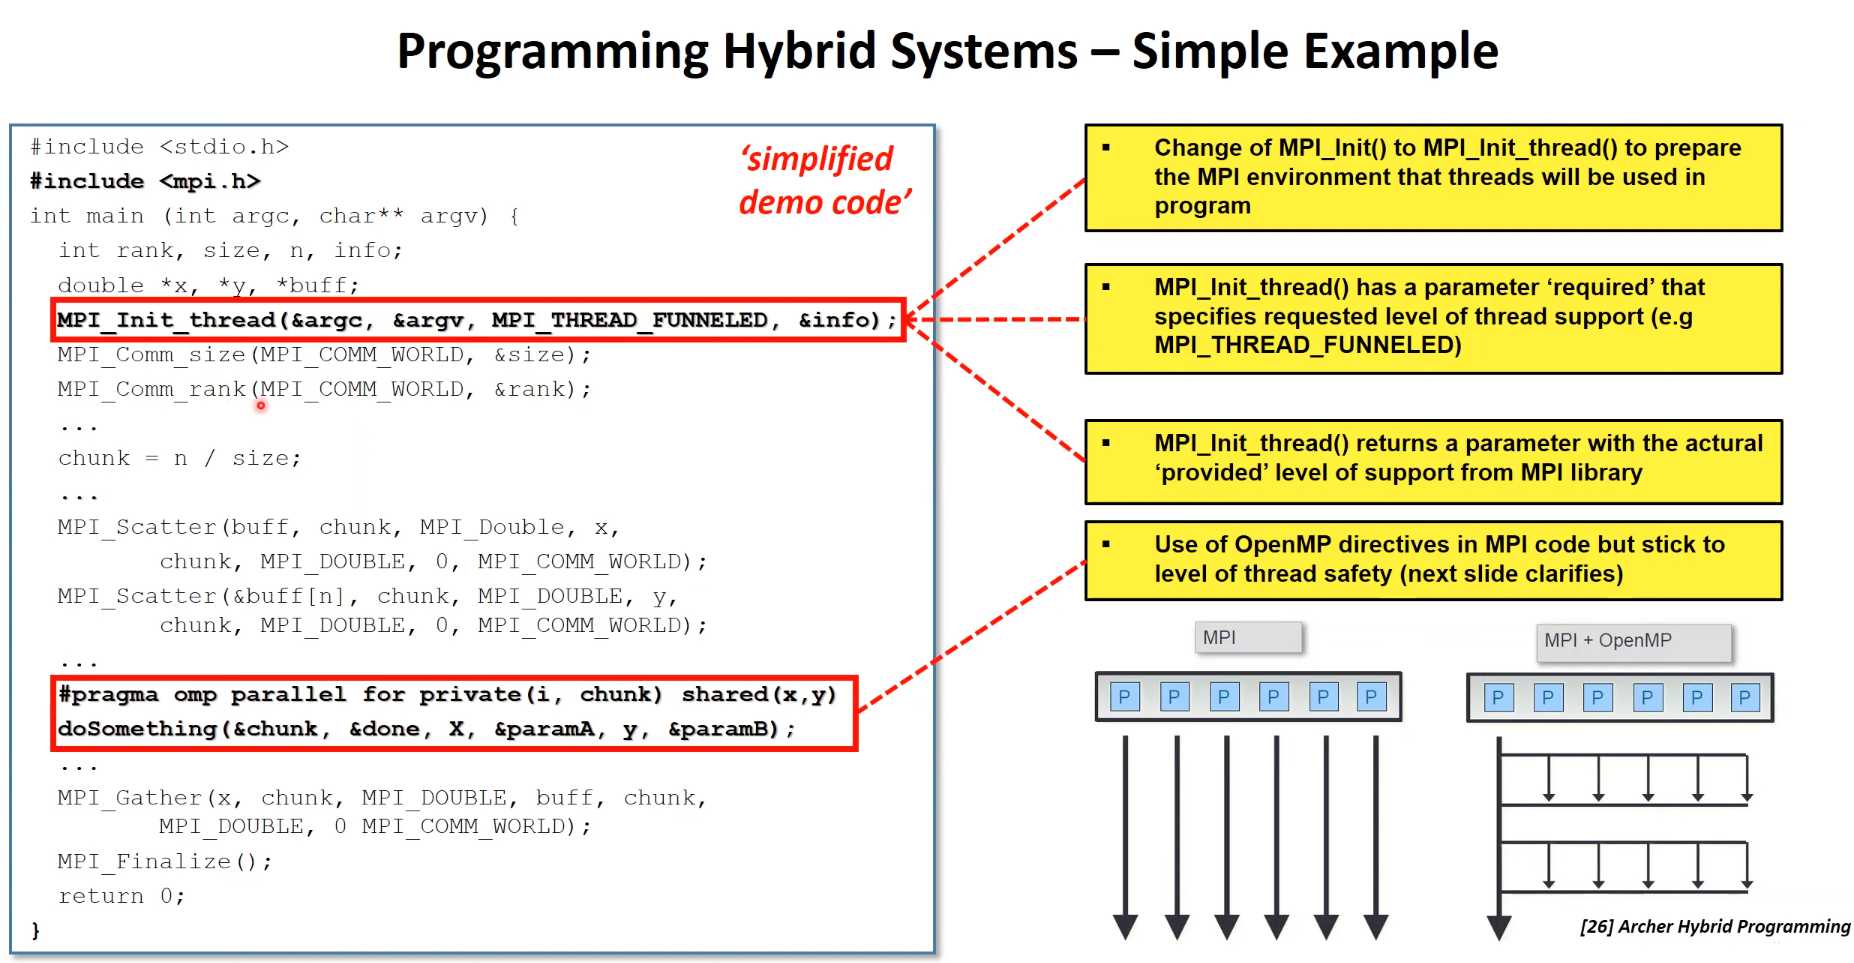 Programming Hybrid Systems – Simple Example
#include <stdio.h>
#include <mpi.h>
int main (int argc, char** argv) {
int rank, size, n, info;
double *x, *y, *buff;
MPI_Init_thread(&argc, &argv, MPI_THREAD_FUNNELED, &info);
MPI_Comm_size(MPI_COMM_WORLD, &size);
MPI_Comm_rank(MPI_COMM_WORLD, &rank);
...
chunk = n / size;
...
MPI_Scatter(buff, chunk, MPI_Double, x,
chunk, MPI_DOUBLE, 0, MPI_COMM_WORLD);
MPI_Scatter(&buff[n], chunk, MPI_DOUBLE, y,
chunk, MPI_DOUBLE, 0, MPI_COMM_WORLD);
...
#pragma omp parallel for private(i, chunk) shared(x,y)
doSomething(&chunk, &done, X, &paramA, y, &paramB);
...
MPI_Gather(x, chunk, MPI_DOUBLE, buff, chunk,
MPI_DOUBLE, 0 MPI_COMM_WORLD);
MPI_Finalize();
return 0;
}
‘simplified
demo code’
▪ Change of MPI_Init() to MPI_Init_thread() to prepare
the MPI environment that threads will be used in
program
▪ MPI_Init_thread() has a parameter ‘required’ that
specifies requested level of thread support (e.g
MPI_THREAD_FUNNELED)
▪ MPI_Init_thread() returns a parameter with the actural
‘provided’ level of support from MPI library
▪ Use of OpenMP directives in MPI code but stick to
level of thread safety (next slide clarifies)
MPI
P P P P P P
MPI + OpenMP
P P P P P P
[26] Archer Hybrid Programming